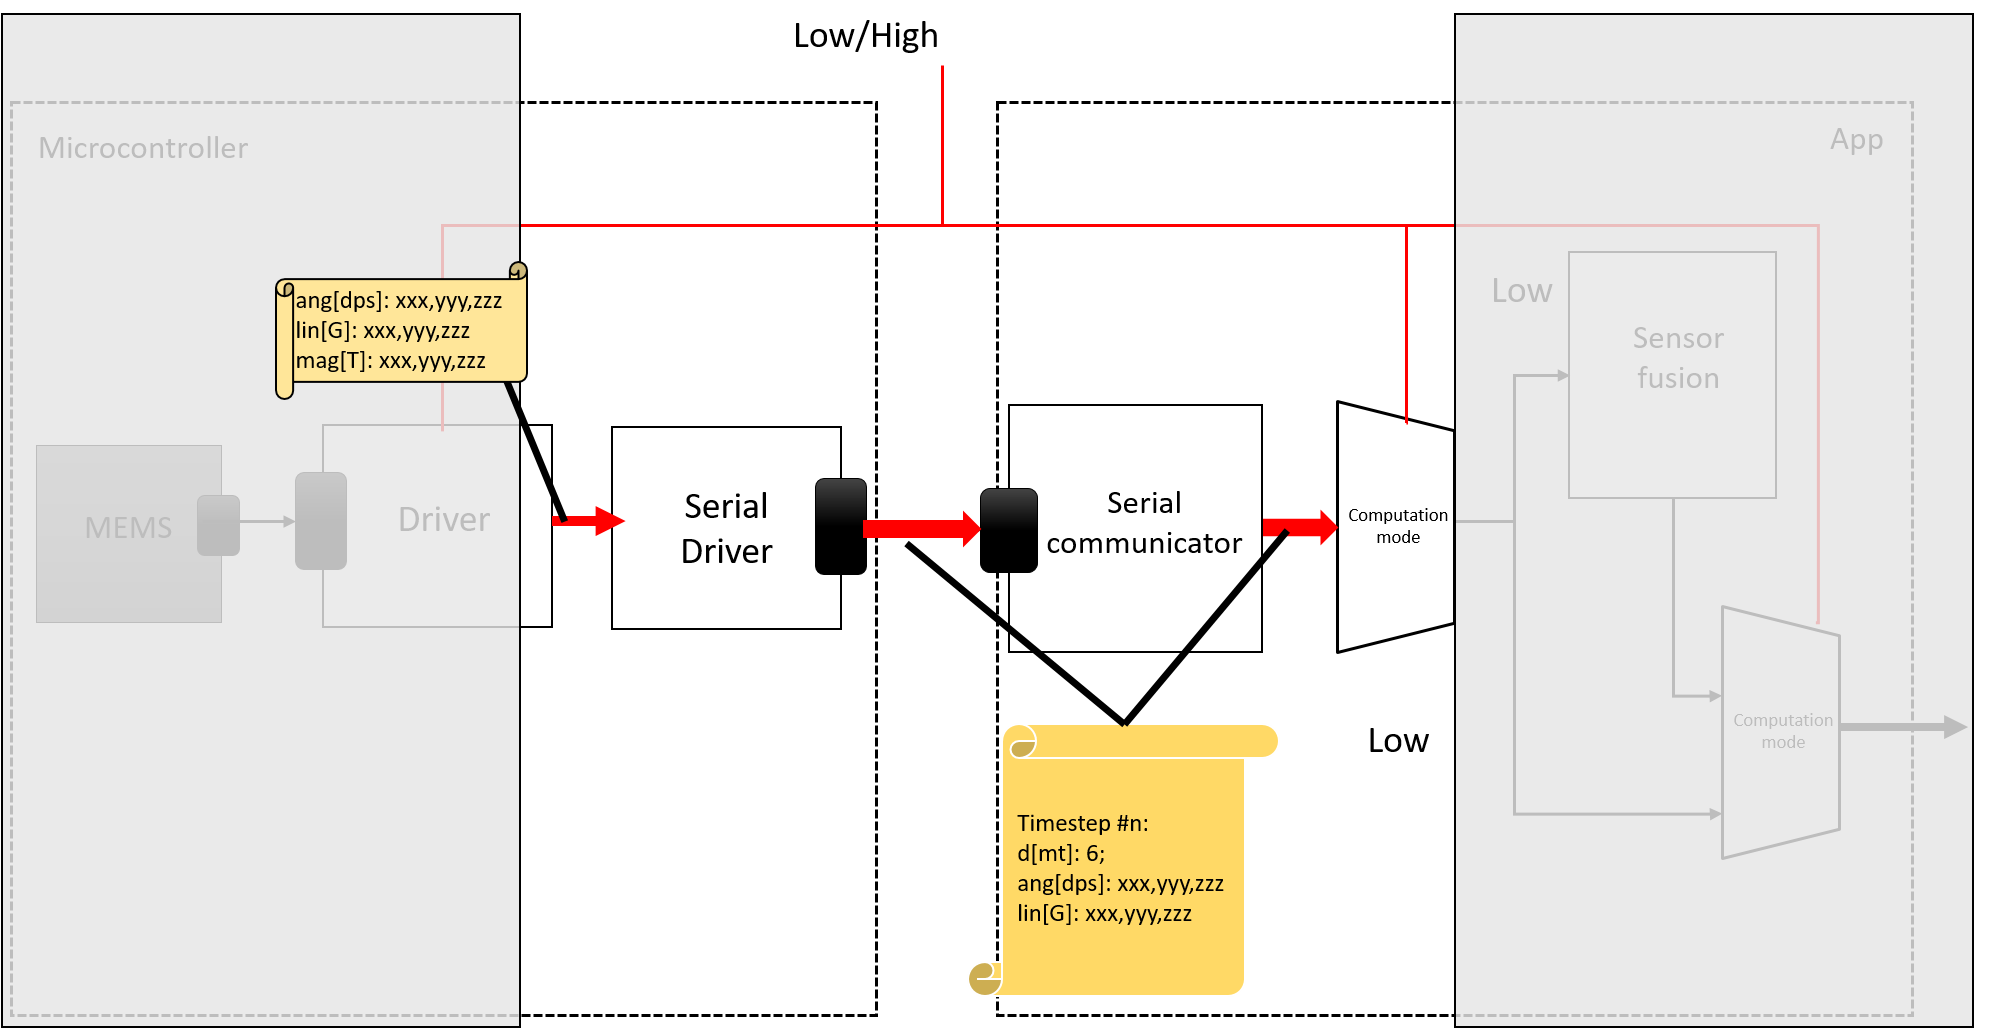 Low/High
Microcontroller
App
ang[dps]: xxx,yyy,zzz
lin[G]: xxx,yyy,zzz
mag[T]: xxx,yyy,zzz
Low
Sensor
fusion
MEMS
Driver
Serial
Driver
Serial
communicator
Computation
mode
Computation
mode
Low
Timestep #n:
d[mt]: 6;
ang[dps]: xxx,yyy,zzz
lin[G]: xxx,yyy,zzz